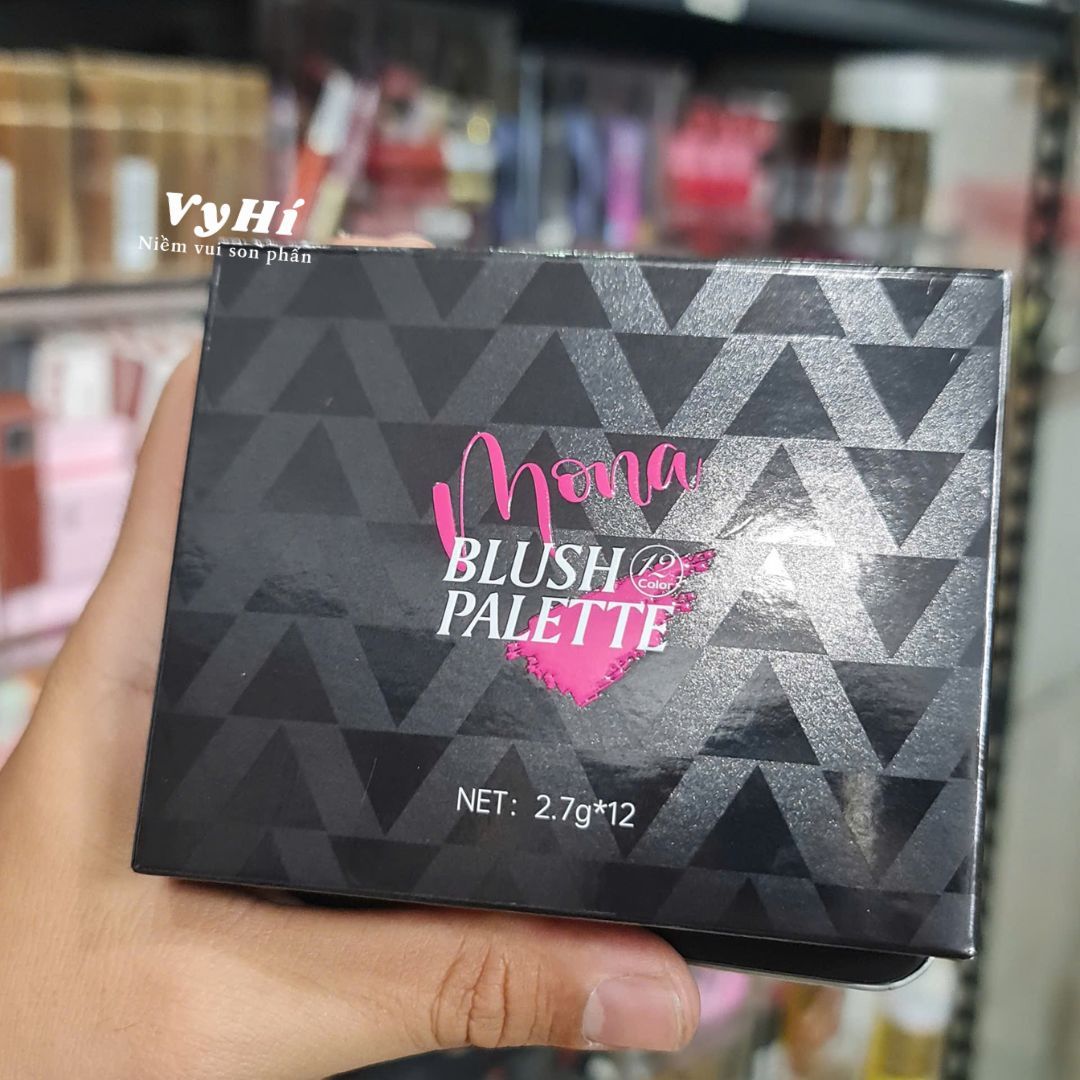 VyHí
Niềm vui son phấn
Mona
BLUSH 12
Color
PALETTE
NET: 2.7g*12